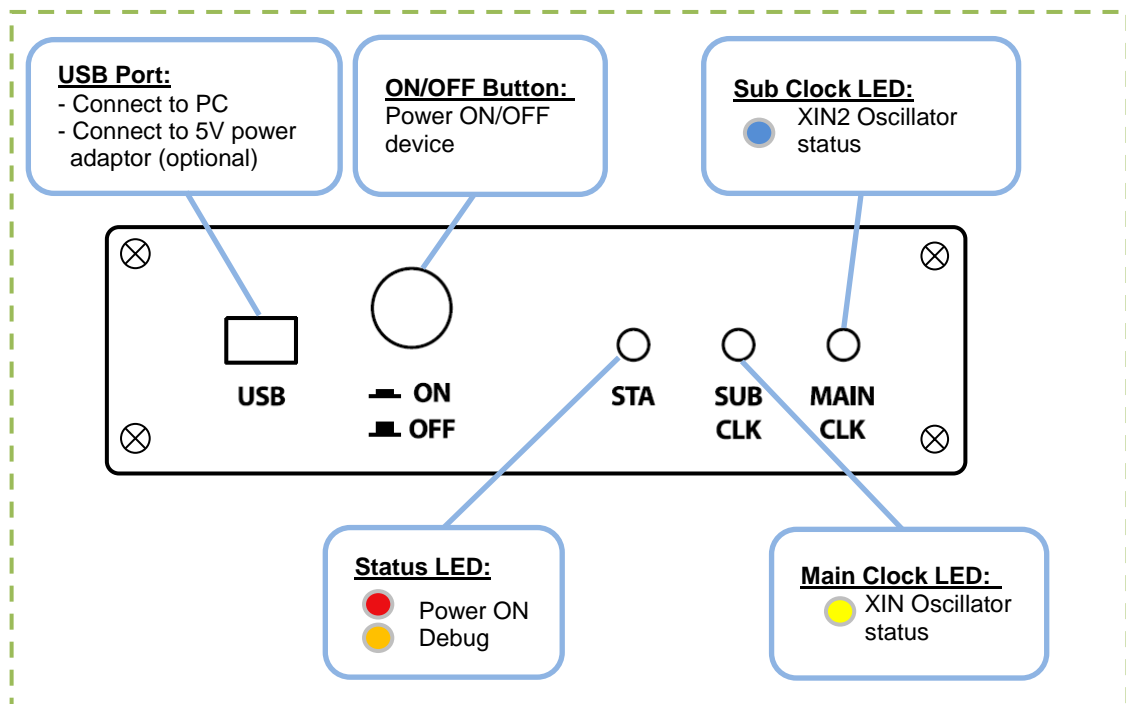 USB Port:
- Connect to PC
- Connect to 5V power
adaptor (optional)
ON/OFF Button:
Power ON/OFF
device
Sub Clock LED:
XIN2 Oscillator
status
USB
ON
OFF
STA
SUB
CLK
MAIN
CLK
Status LED:
Power ON
Debug
Main Clock LED:
XIN Oscillator
status